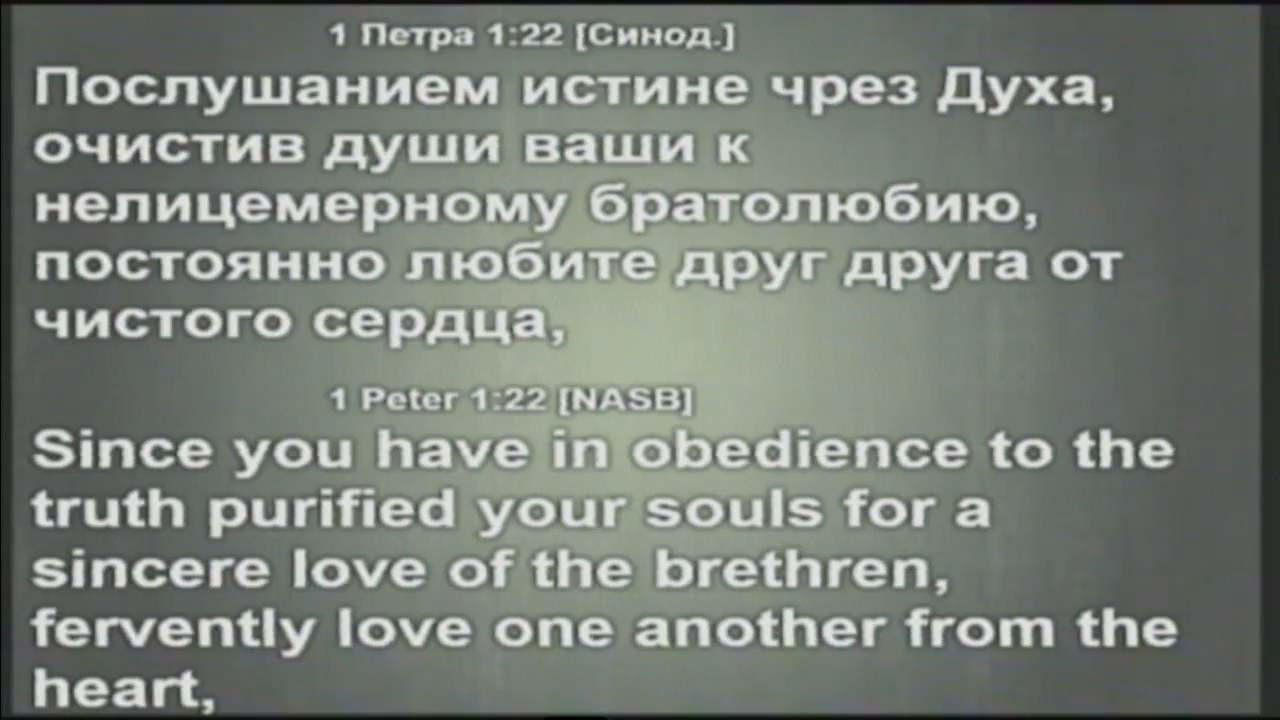 1 Петра 1:22 [Синод.]
Послушанием истине чрез Духа,
очистив души ваши к
нелицемерному братолюбию,
постоянно любите друг друга от
чистого сердца,
1 Peter 1:22 [NASB]
Since you have in obedience to the
truth purified your souls for a
sincere love of the brethren,
fervently love one another from the
heart,